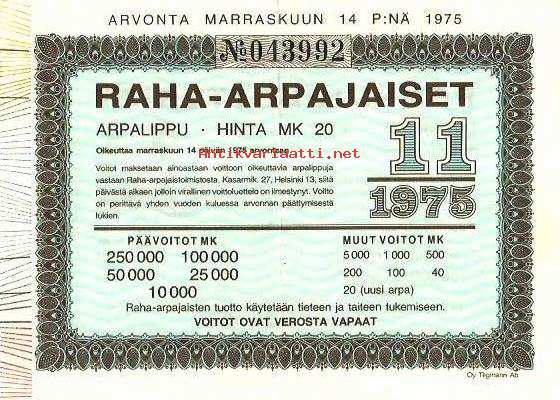 ARVONTA MARRASKUUN 14 P:NÄ 1975
№043992
RAHA-ARPAJAISET
ARPALIPPU · HINTA MK 20
Oikeuttaa marraskuun 14 päivän 1975 arvontaan
Antikvariaatti.net
Voitot maksetaan ainoastaan voittoon oikeuttavia arpalippuja
vastaan Raha-arpajaistoimistosta. Kasarmik. 27, Helsinki 13, siitä
päivästä alkaen jolloin virallinen voittoluettelo on ilmestynyt. Voitto
on perittävä yhden vuoden kuluessa arvonnan päättymisestä
lukien.
11
1975
PÄÄVOITOT MK
250 000 100 000
50 000 25 000
10 000
MUUT VOITOT MK
5 000 1 000 500
200 100 40
20 (uusi arpa)
Raha-arpajaisten tuotto käytetään tieteen ja taiteen tukemiseen.
VOITOT OVAT VEROSTA VAPAAT
Oy Tilgmann Ab